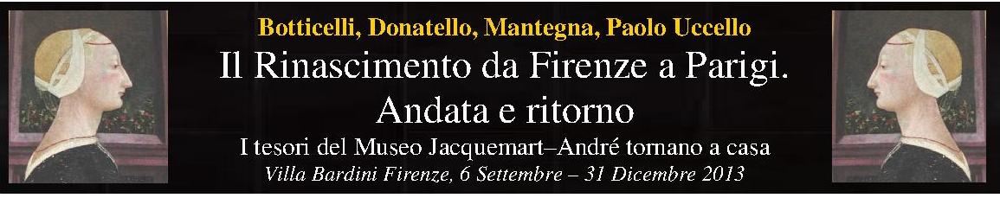 Botticelli, Donatello, Mantegna, Paolo Uccello
Il Rinascimento da Firenze a Parigi.
Andata e ritorno
I tesori del Museo Jacquemart–André tornano a casa
Villa Bardini Firenze, 6 Settembre – 31 Dicembre 2013